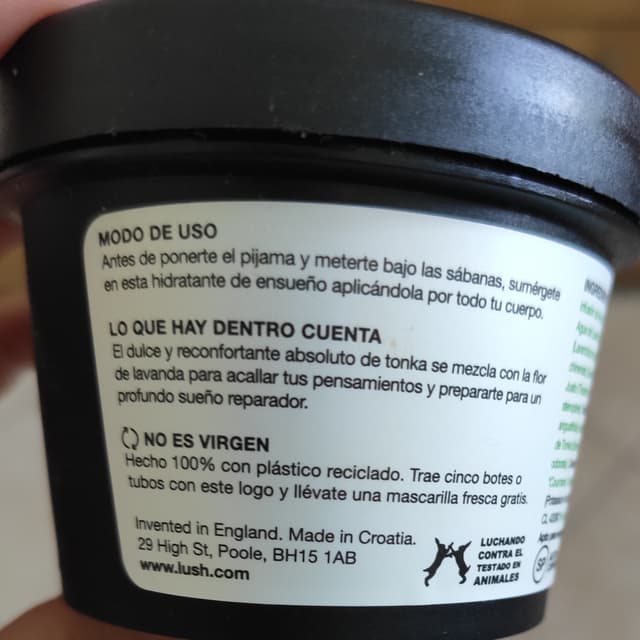 MODO DE USO
Antes de ponerte el pijama y meterte bajo las sábanas, sumérgete
en esta hidratante de ensueño aplicándola por todo tu cuerpo.
LO QUE HAY DENTRO CUENTA
El dulce y reconfortante absoluto de tonka se mezcla con la flor
de lavanda para acallar tus pensamientos y prepararte para un
profundo sueño reparador.
NO ES VIRGEN
Hecho 100% con plástico reciclado. Trae cinco botes o
tubos con este logo y llévate una mascarilla fresca gratis.
Invented in England. Made in Croatia.
29 High St, Poole, BH15 1AB
www.lush.com
LUCHANDO
CONTRA EL
TESTADO EN
ANIMALES